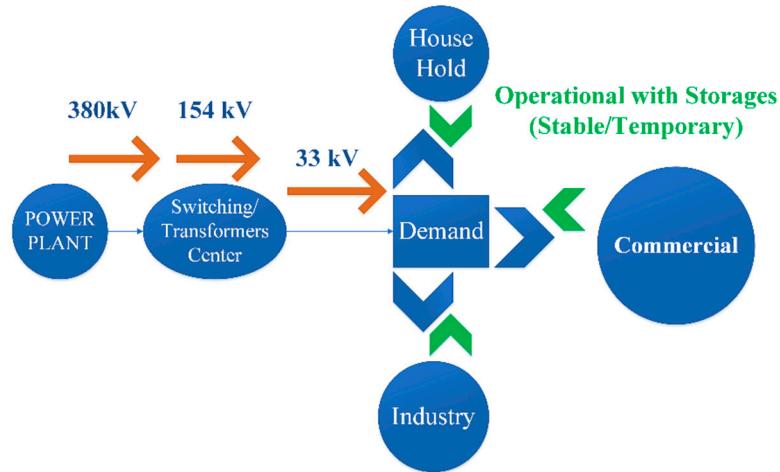 House
Hold
Operational with Storages
(Stable/Temporary)
380kV
154 kV
33 kV
POWER
PLANT
Switching/
Transformers
Center
Demand
Commercial
Industry